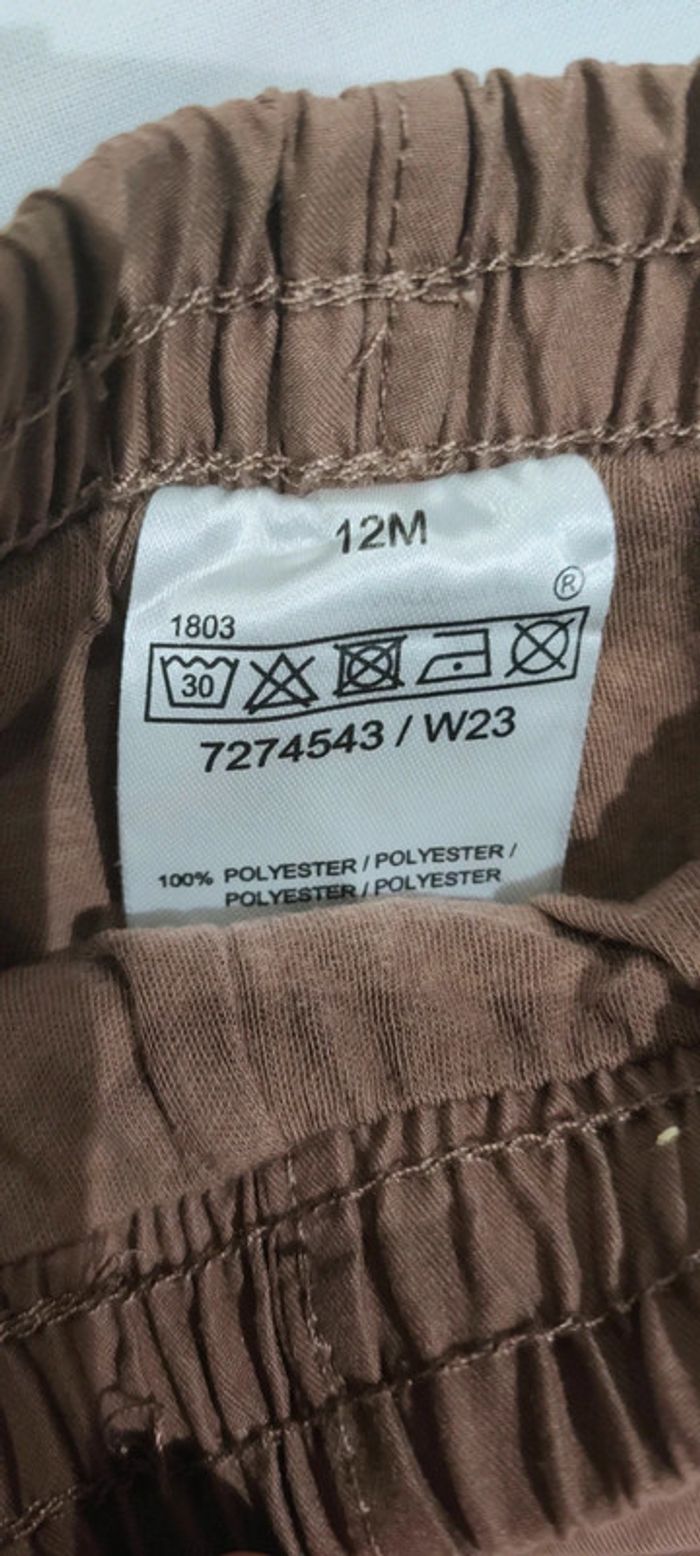 12M
®
1803
30
7274543 / W23
100% POLYESTER / POLYESTER /
POLYESTER / POLYESTER